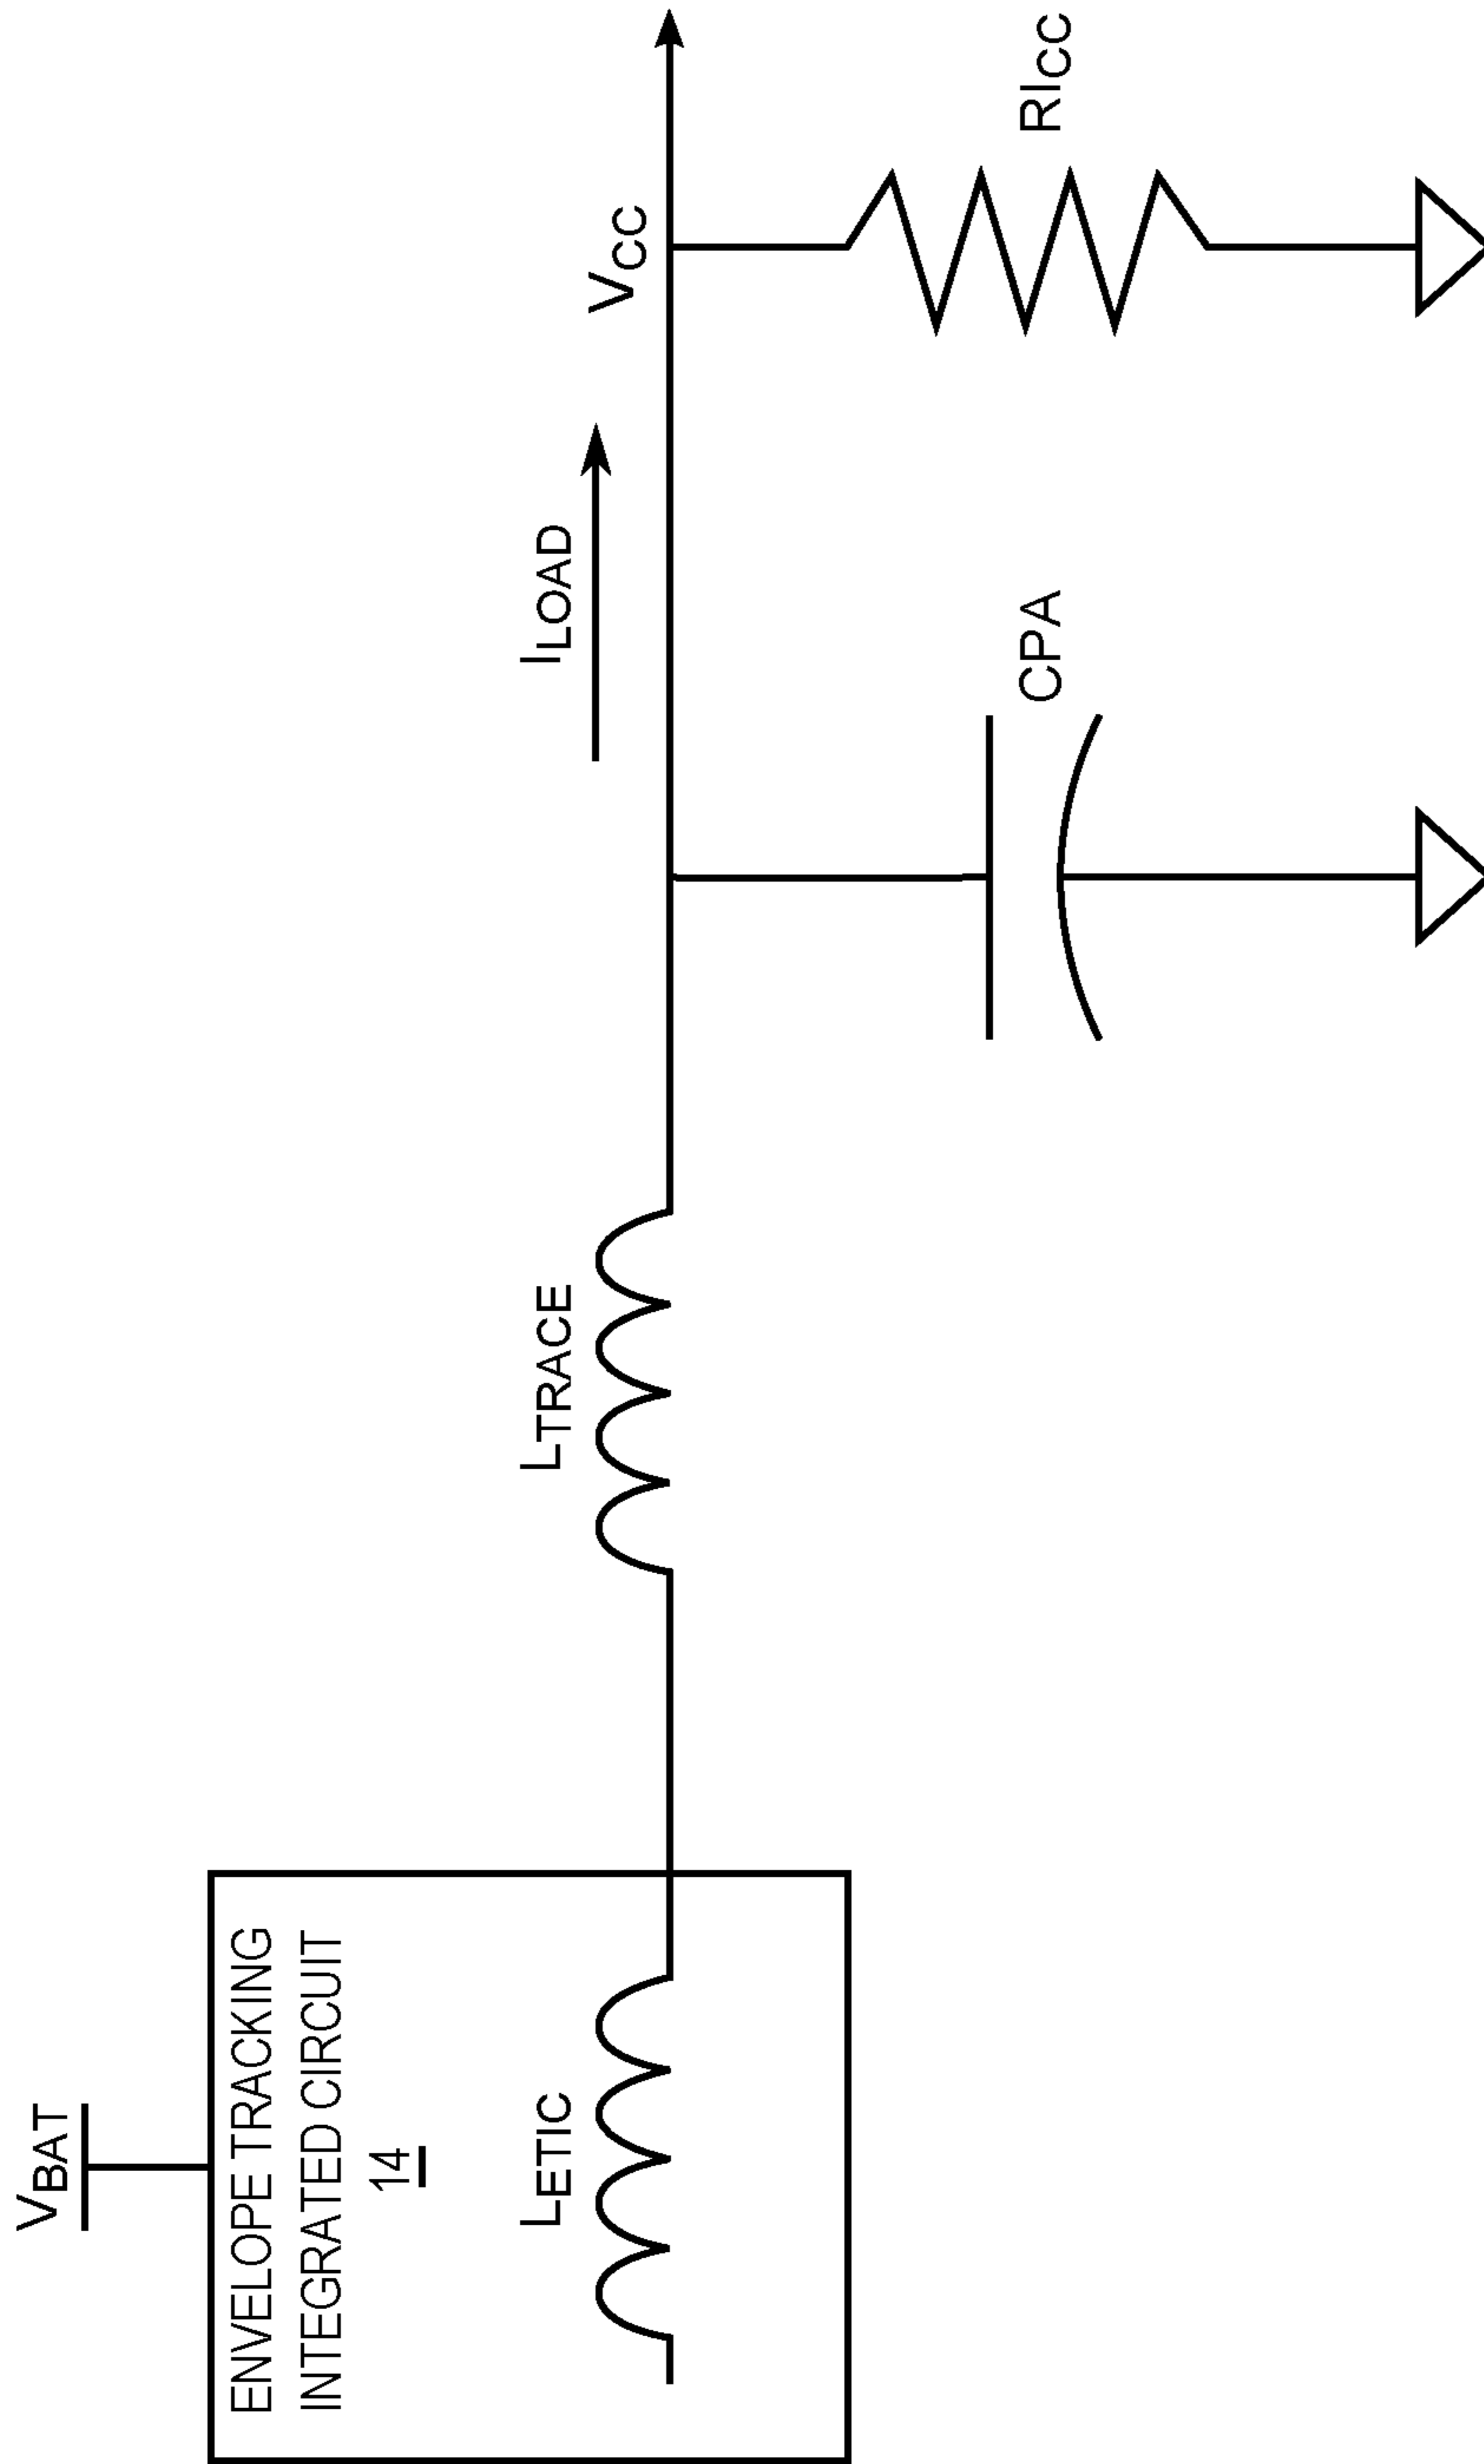 VBAT
ENVELOPE TRACKING
INTEGRATED CIRCUIT
14
LETIC
LTRACE
ILOAD
VCC
CPA
RICC